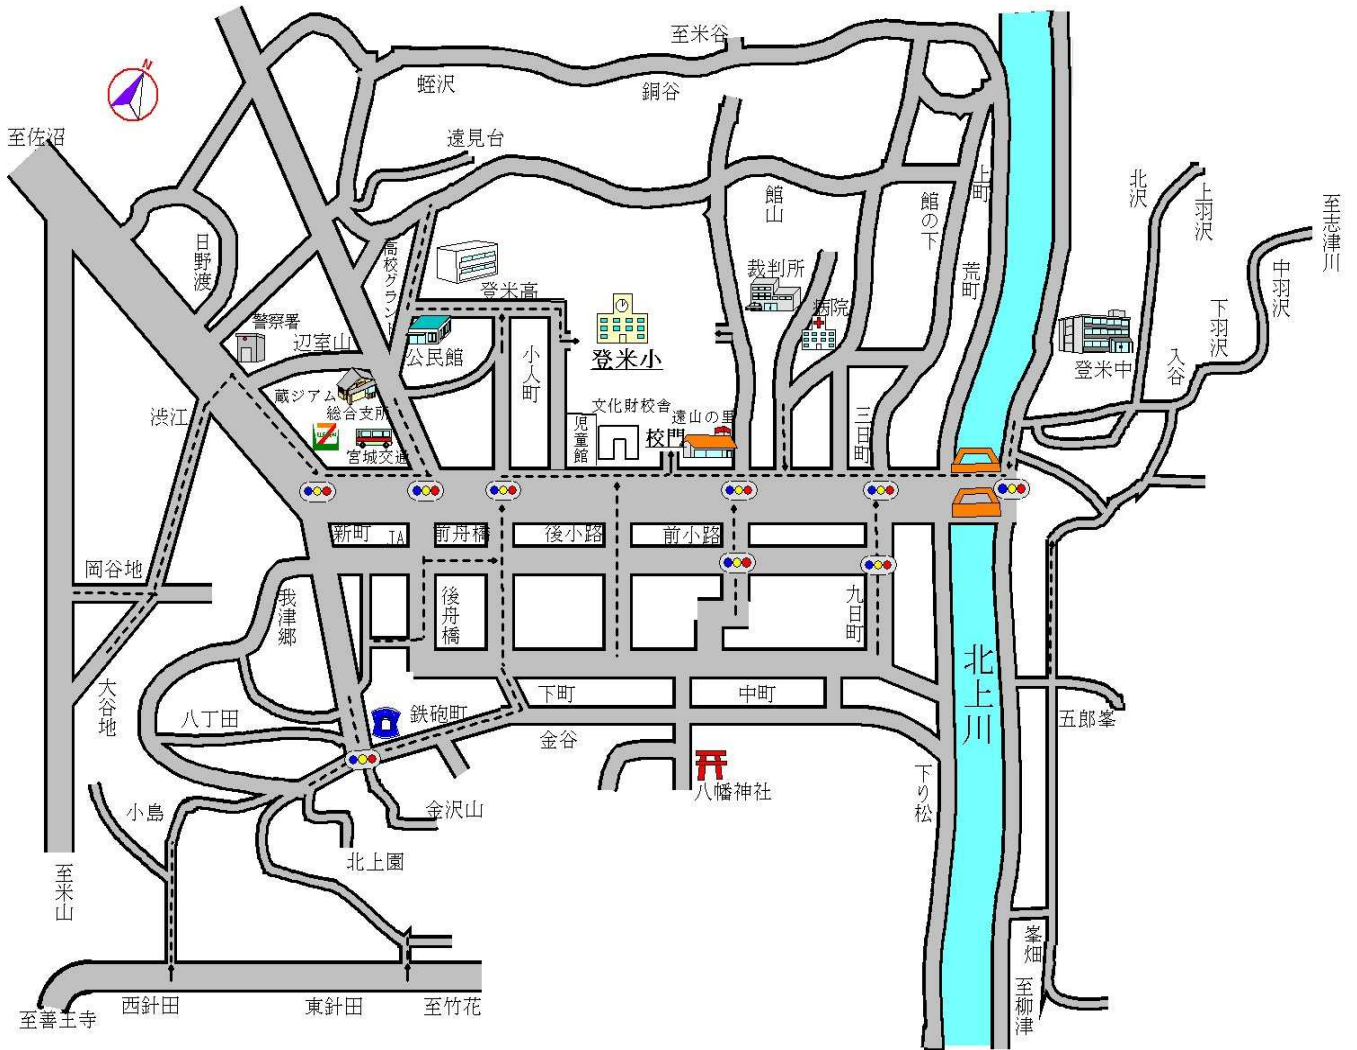 N
至米谷
蛭沢
銅谷
至佐沼
遠見台
上町
北沢
上羽沢
至志津川
館山
館の下
日野渡
高校グランド
荒町
中羽沢
登米高
裁判所
病院
下羽沢
警察署
辺室山
公民館
小人町
登米小
登米中
入谷
蔵ジアム
総合支所
渋江
宮城交通
文化財校舎
児童館
校門
遠山の里
三日町
新町
JA
前舟橋
後小路
前小路
岡谷地
我津郷
後舟橋
九日町
北上川
大谷地
八丁田
鉄砲町
下町
中町
五郎峯
金谷
八幡神社
下り松
小島
金沢山
北上園
至米山
峯畑
至柳津
西針田
東針田
至竹花
至善王寺